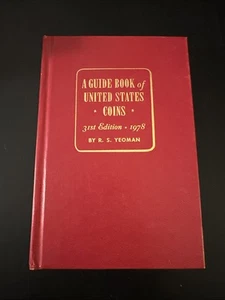 A GUIDE BOOK of
UNITED STATES
• COINS •
31st Edition • 1978
BY R. S. YEOMAN